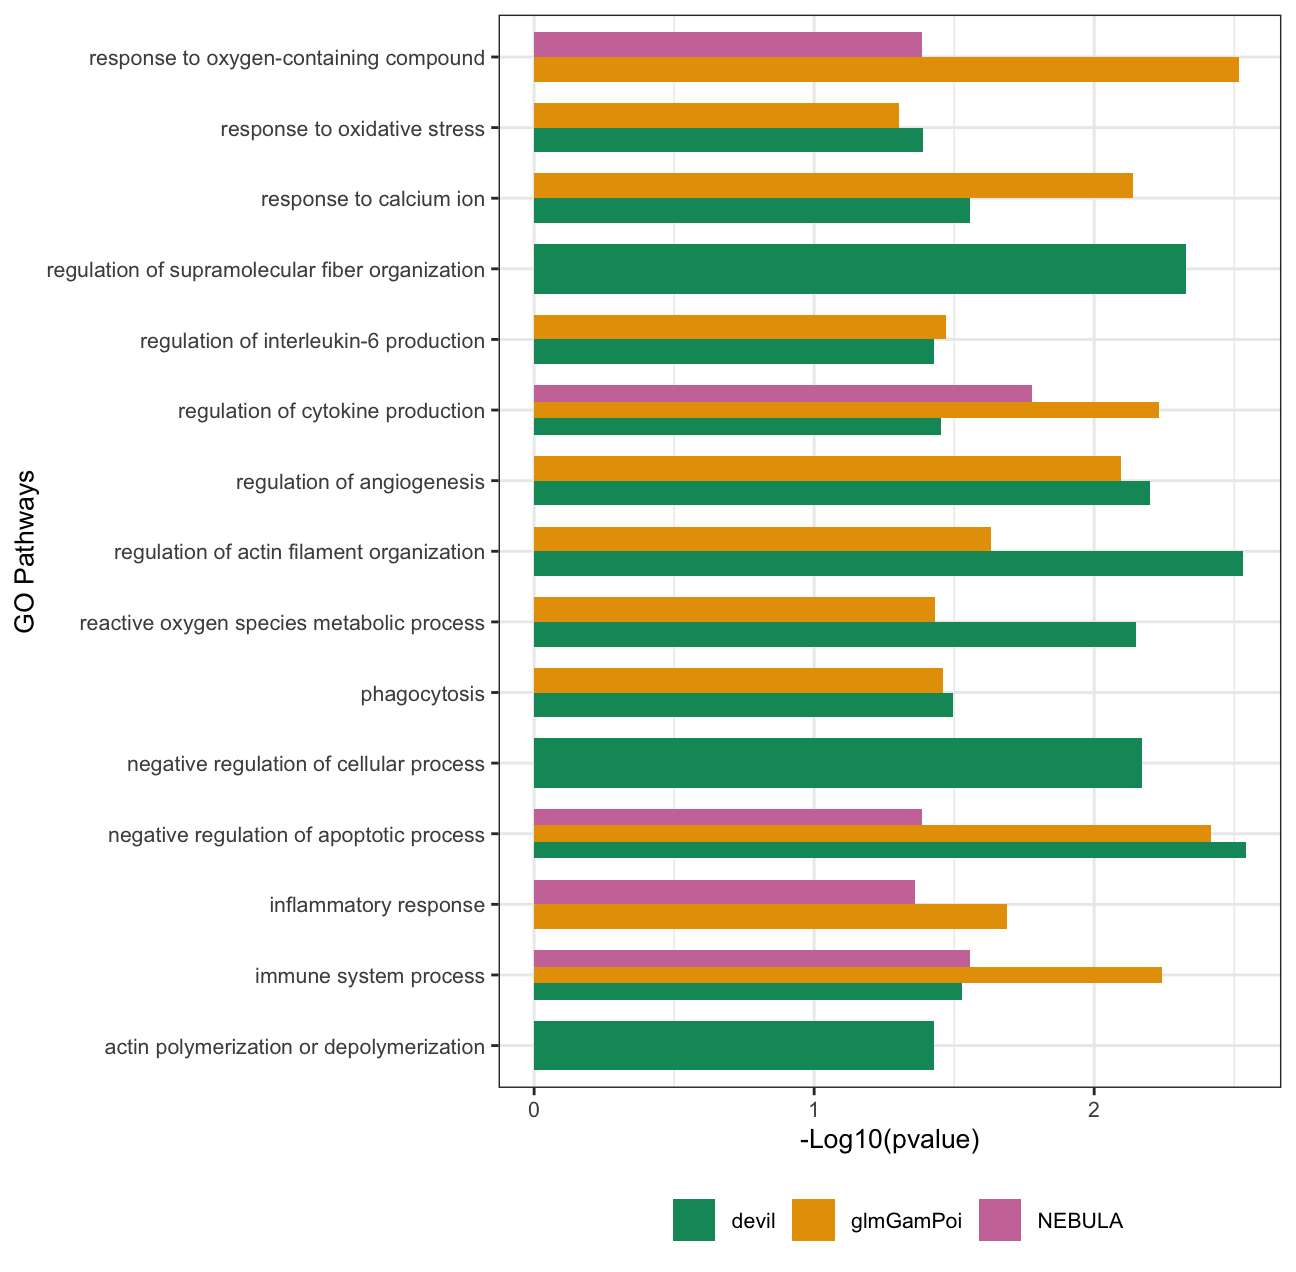 response to oxygen-containing compound
response to oxidative stress
response to calcium ion
regulation of supramolecular fiber organization
regulation of interleukin-6 production
regulation of cytokine production
regulation of angiogenesis
regulation of actin filament organization
reactive oxygen species metabolic process
phagocytosis
negative regulation of cellular process
negative regulation of apoptotic process
inflammatory response
immune system process
actin polymerization or depolymerization
GO Pathways
0 1 2
-Log10(pvalue)
devil glmGamPoi NEBULA